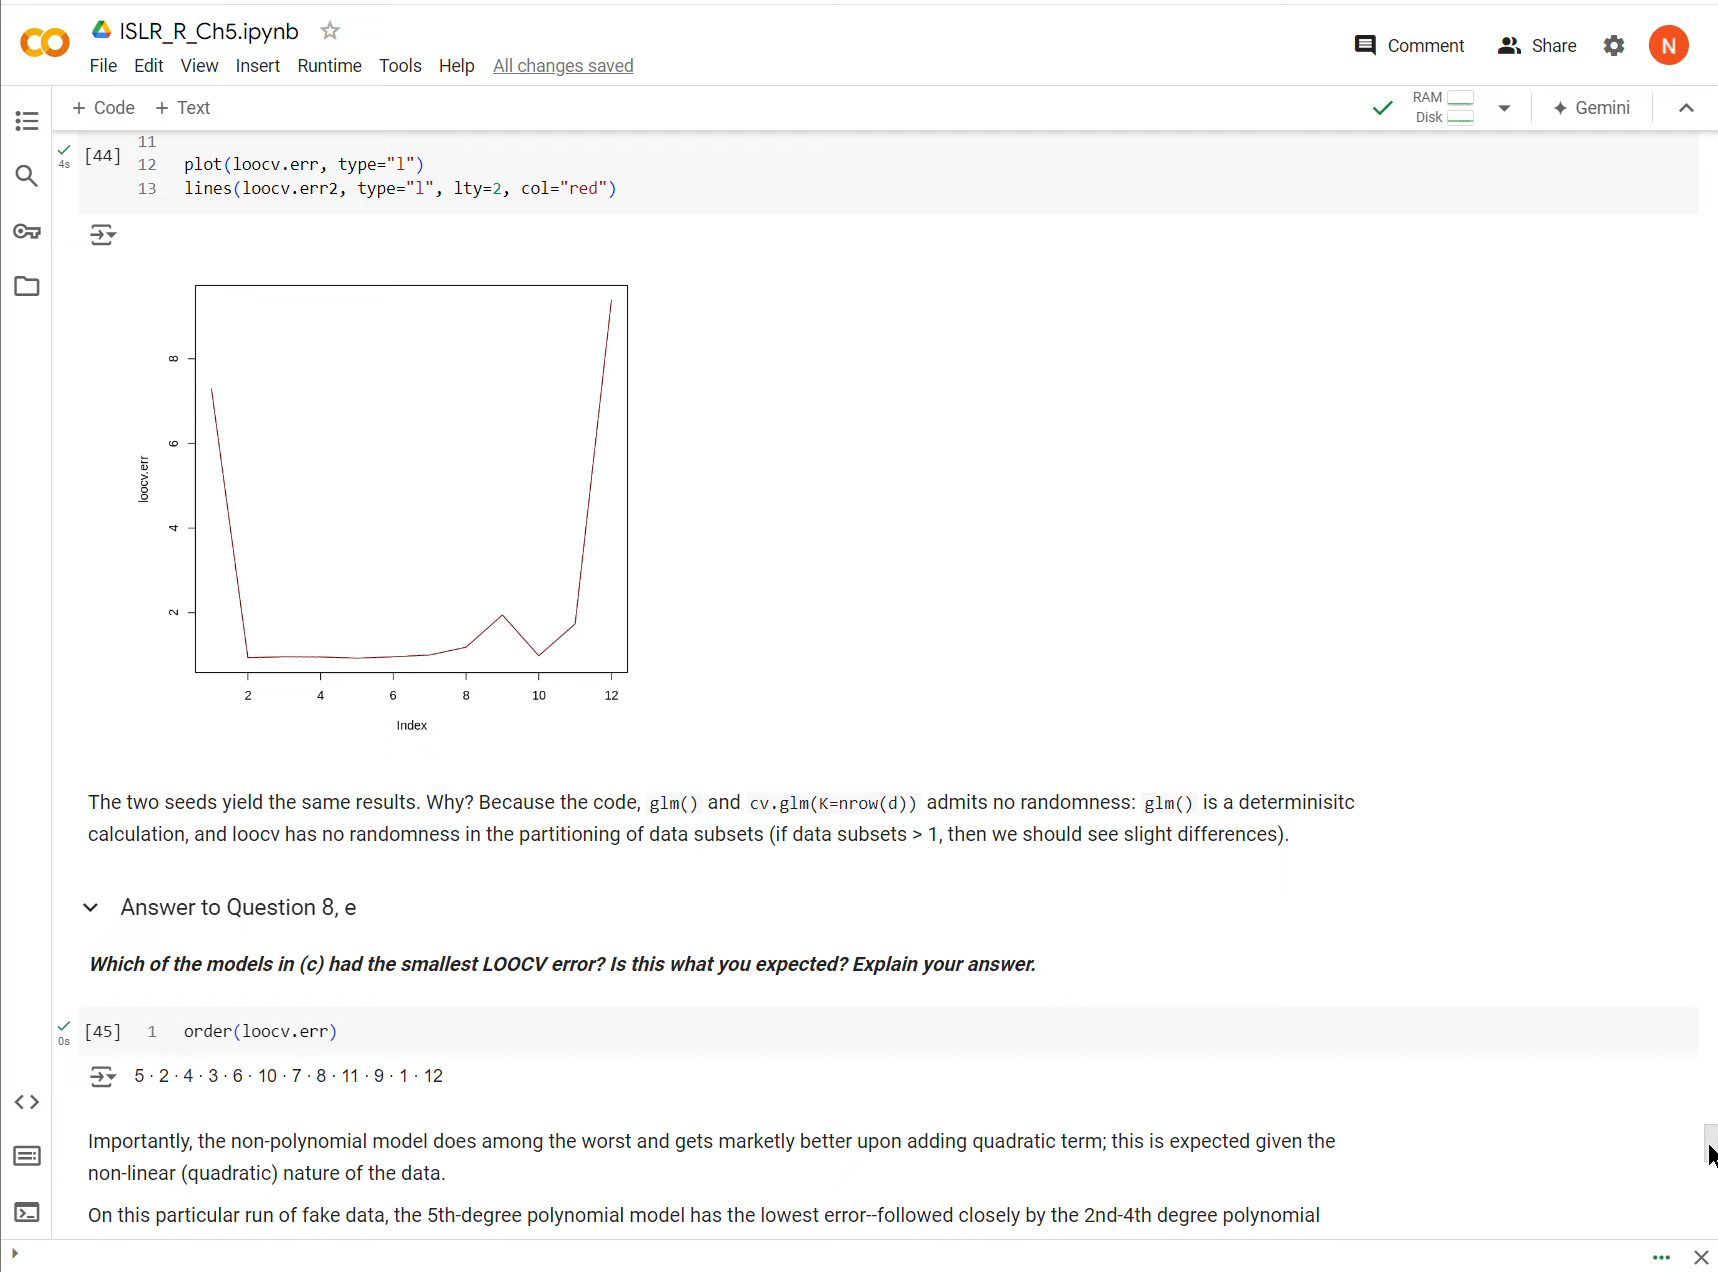 ISLR_R_Ch5.ipynb
File Edit View Insert Runtime Tools Help All changes saved
Comment Share N
+ Code + Text
RAM
Disk
Gemini
4s
[44]
11
12 plot(loocv.err, type="l")
13 lines(loocv.err2, type="l", lty=2, col="red")
8
6
4
2
loocv.err
2 4 6 8 10 12
Index
The two seeds yield the same results. Why? Because the code, glm() and cv.glm(K=nrow(d)) admits no randomness: glm() is a determinisitc
calculation, and loocv has no randomness in the partitioning of data subsets (if data subsets > 1, then we should see slight differences).
Answer to Question 8, e
Which of the models in (c) had the smallest LOOCV error? Is this what you expected? Explain your answer.
0s
[45] 1 order(loocv.err)
5 · 2 · 4 · 3 · 6 · 10 · 7 · 8 · 11 · 9 · 1 · 12
Importantly, the non-polynomial model does among the worst and gets marketly better upon adding quadratic term; this is expected given the
non-linear (quadratic) nature of the data.
On this particular run of fake data, the 5th-degree polynomial model has the lowest error--followed closely by the 2nd-4th degree polynomial